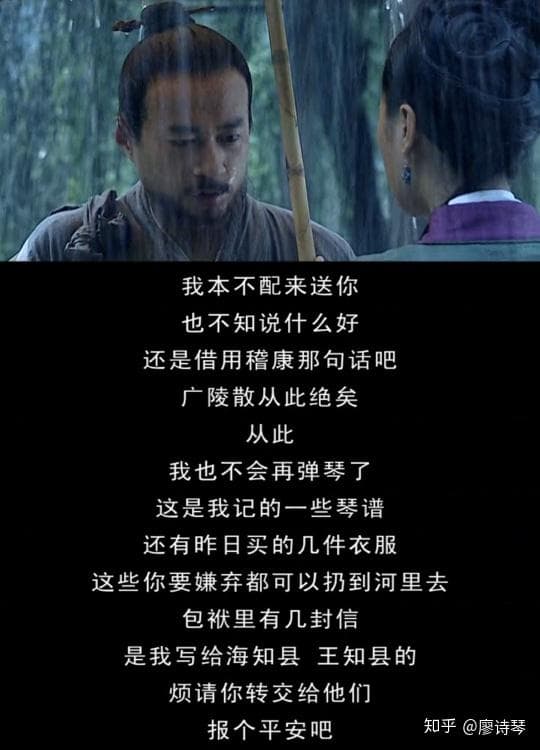 我本不配来送你
也不知说什么好
还是借用稽康那句话吧
广陵散从此绝矣
从此
我也不会再弹琴了
这是我记的一些琴谱
还有昨日买的几件衣服
这些你要嫌弃都可以扔到河里去
包袱里有几封信
是我写给海知县 王知县的
烦请你转交给他们
报个平安吧
知乎 @廖诗琴